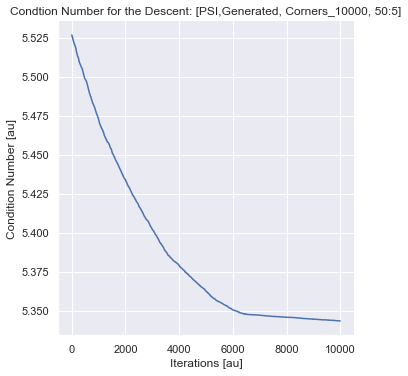 Condtion Number for the Descent: [PSI,Generated, Corners_10000, 50:5]
5.525
5.500
5.475
5.450
5.425
5.400
5.375
5.350
Condition Number [au]
0 2000 4000 6000 8000 10000
Iterations [au]